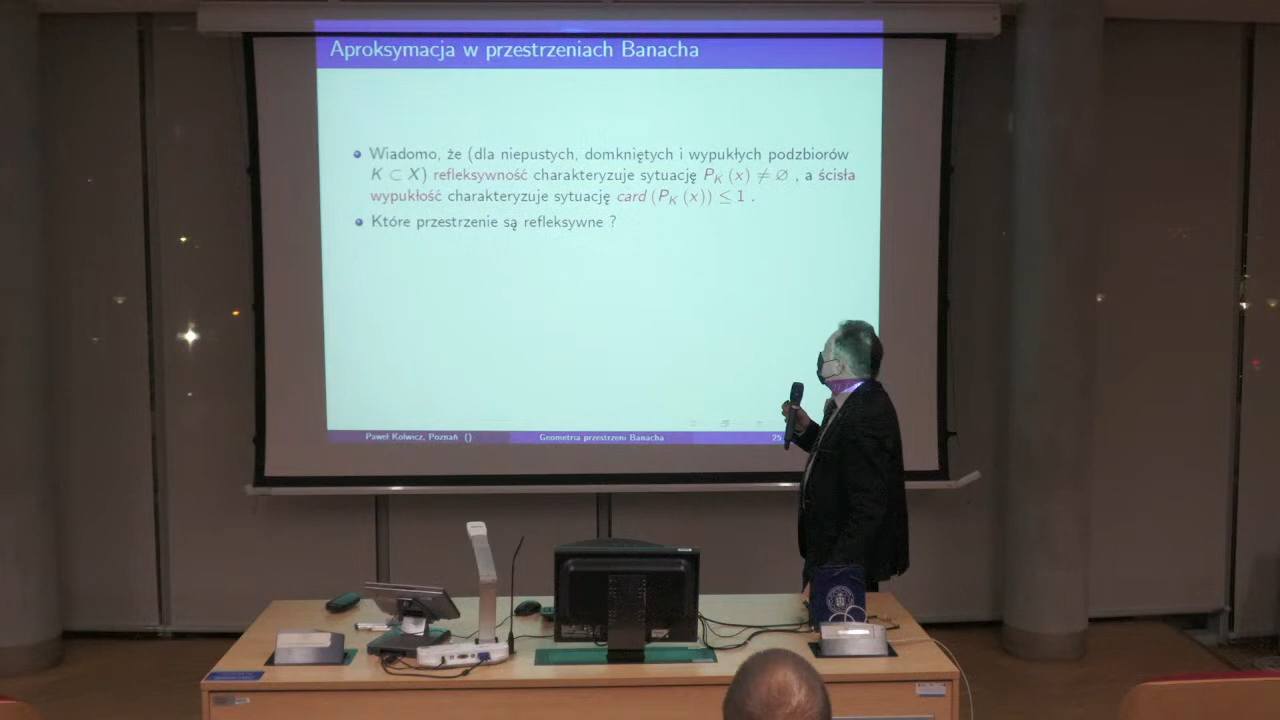 Aproksymacja w przestrzeniach Banacha
Wiadomo, że (dla niepustych, domkniętych i wypukłych podzbiorów
K ⊂ X) refleksywność charakteryzuje sytuację P_K (x) ≠ ∅ , a ścisła
wypukłość charakteryzuje sytuację card (P_K (x)) ≤ 1 .
Które przestrzenie są refleksywne ?
Paweł Kolwicz, Poznań () Geometria przestrzeni Banacha 25